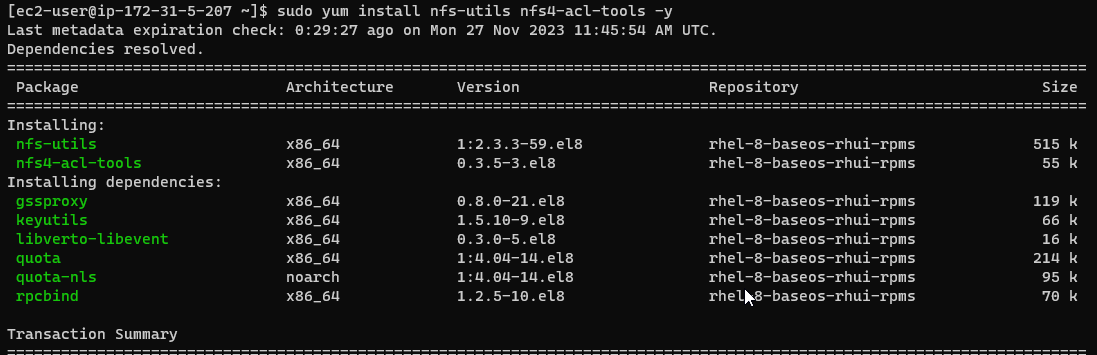 [ec2-user@ip-172-31-5-207 ~]$ sudo yum install nfs-utils nfs4-acl-tools -y
Last metadata expiration check: 0:29:27 ago on Mon 27 Nov 2023 11:45:54 AM UTC.
Dependencies resolved.
========================================================================================================================
Package Architecture Version Repository Size
========================================================================================================================
Installing:
nfs-utils x86_64 1:2.3.3-59.el8 rhel-8-baseos-rhui-rpms 515 k
nfs4-acl-tools x86_64 0.3.5-3.el8 rhel-8-baseos-rhui-rpms 55 k
Installing dependencies:
gssproxy x86_64 0.8.0-21.el8 rhel-8-baseos-rhui-rpms 119 k
keyutils x86_64 1.5.10-9.el8 rhel-8-baseos-rhui-rpms 66 k
libverto-libevent x86_64 0.3.0-5.el8 rhel-8-baseos-rhui-rpms 16 k
quota x86_64 1:4.04-14.el8 rhel-8-baseos-rhui-rpms 214 k
quota-nls noarch 1:4.04-14.el8 rhel-8-baseos-rhui-rpms 95 k
rpcbind x86_64 1.2.5-10.el8 rhel-8-baseos-rhui-rpms 70 k
Transaction Summary
========================================================================================================================